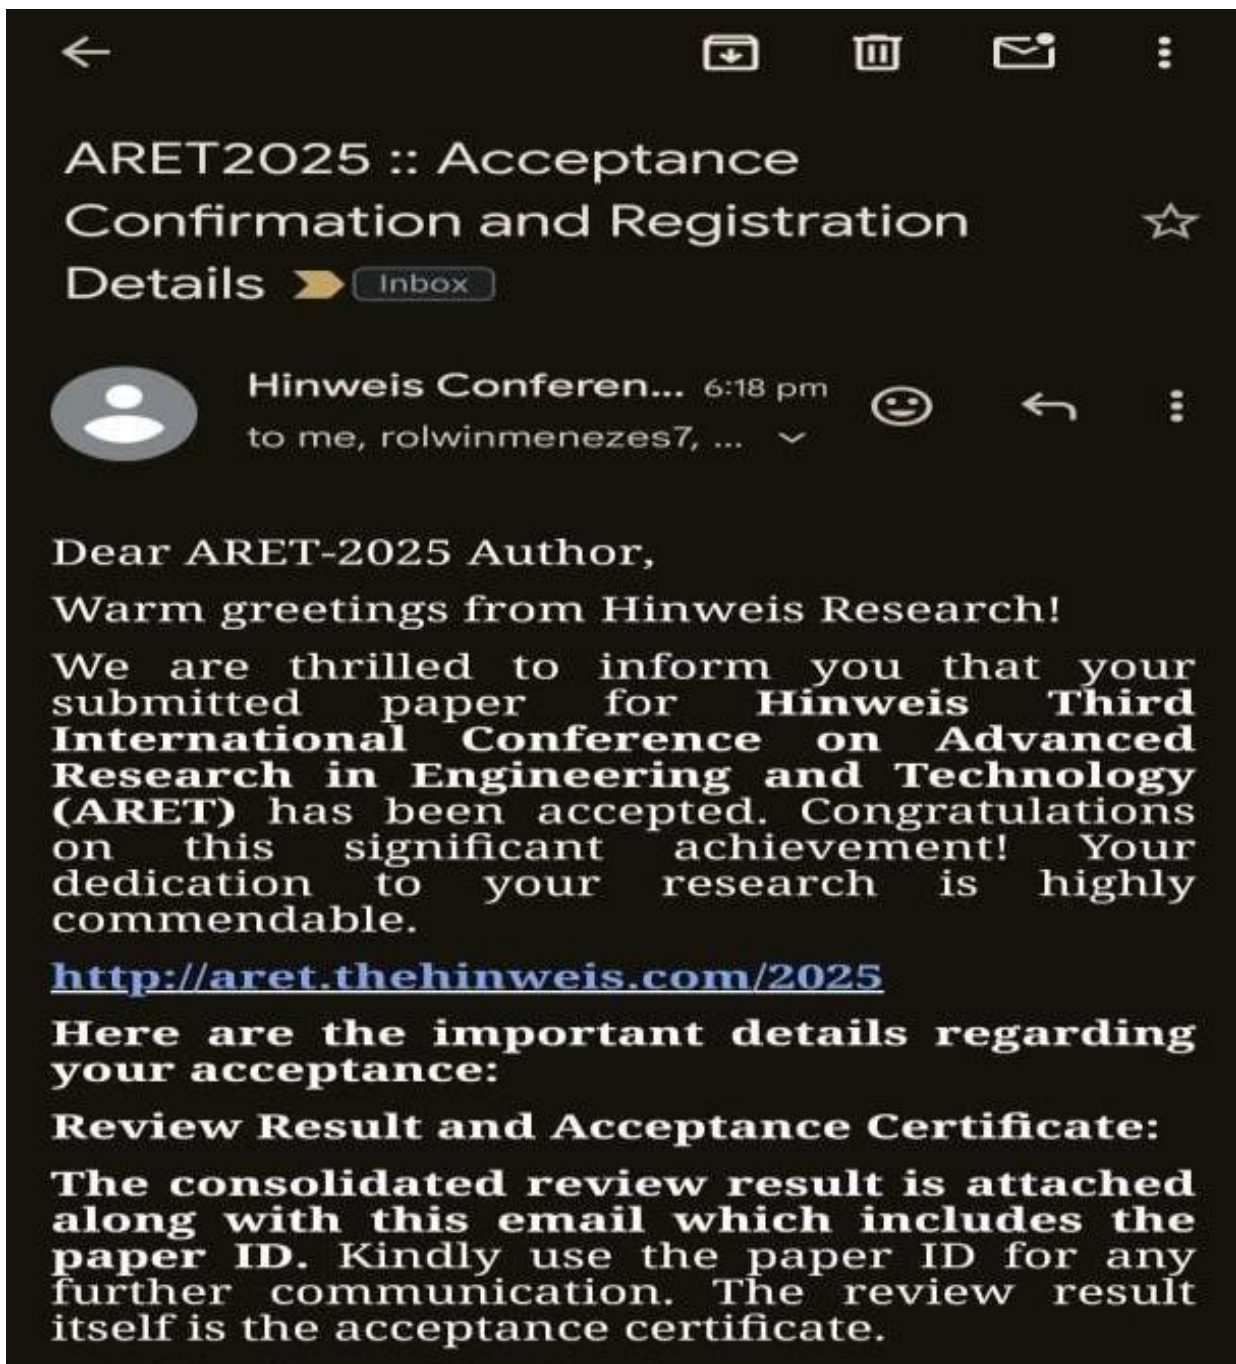 ARET2025 :: Acceptance
Confirmation and Registration
Details Inbox
Hinweis Conferen... 6:18 pm
to me, rolwinmenezes7, ...
Dear ARET-2025 Author,
Warm greetings from Hinweis Research!
We are thrilled to inform you that your
submitted paper for Hinweis Third
International Conference on Advanced
Research in Engineering and Technology
(ARET) has been accepted. Congratulations
on this significant achievement! Your
dedication to your research is highly
commendable.
http://aret.thehinweis.com/2025
Here are the important details regarding
your acceptance:
Review Result and Acceptance Certificate:
The consolidated review result is attached
along with this email which includes the
paper ID. Kindly use the paper ID for any
further communication. The review result
itself is the acceptance certificate.